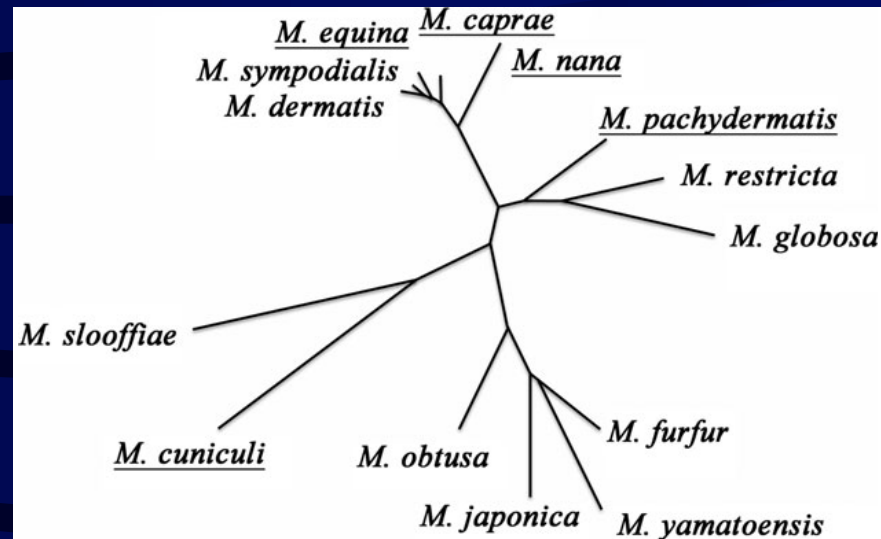 M. equina
M. caprae
M. sympodialis
M. nana
M. dermatis
M. pachydermatis
M. restricta
M. globosa
M. slooffiae
M. cuniculi
M. obtusa
M. furfur
M. japonica
M. yamatoensis